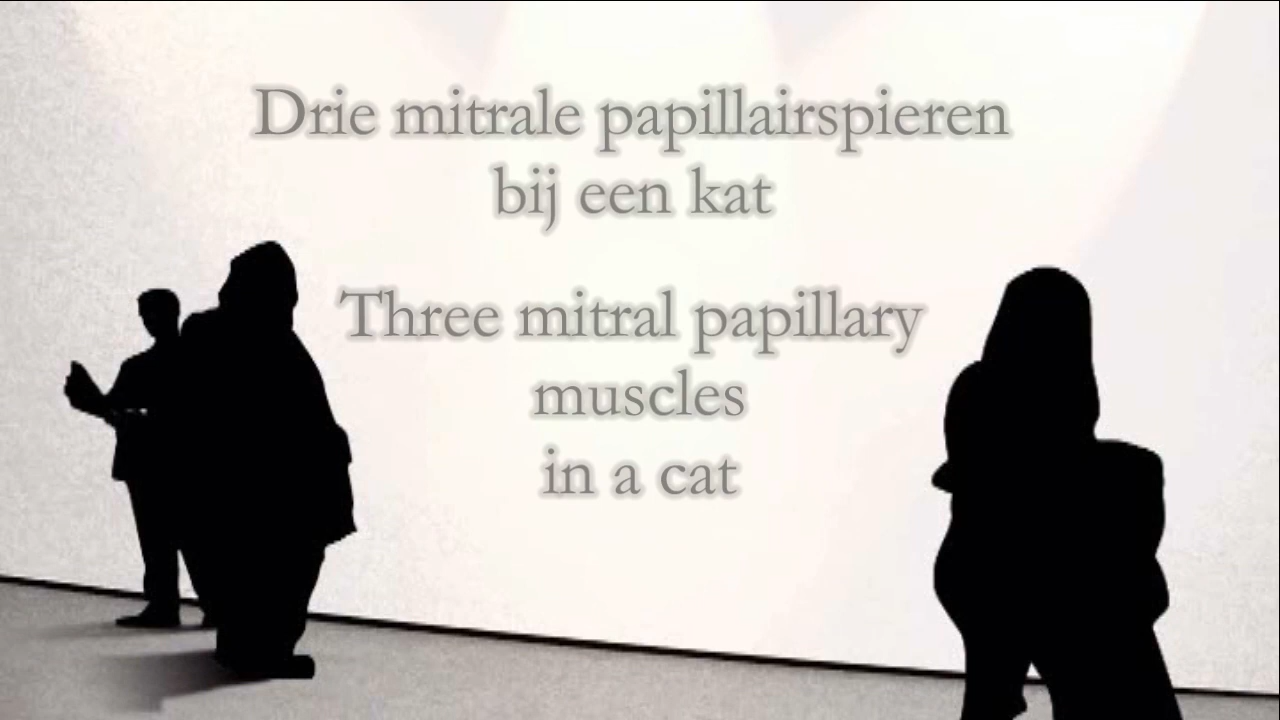 Drie mitrale papillairspieren
bij een kat
Three mitral papillary
muscles
in a cat